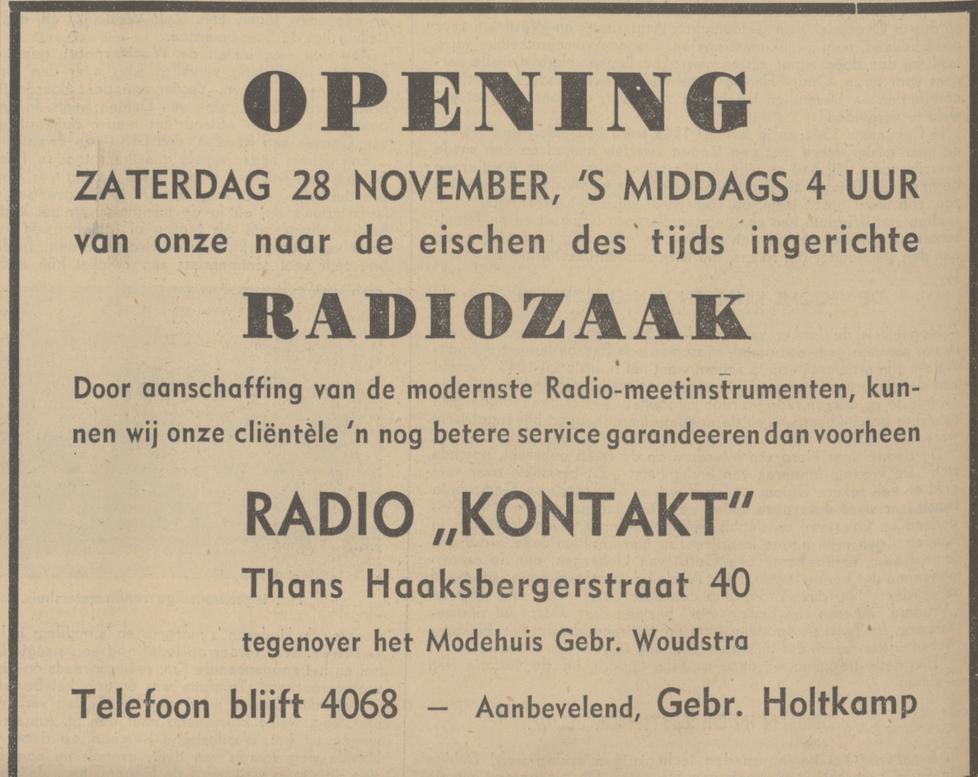 OPENING
ZATERDAG 28 NOVEMBER, 'S MIDDAGS 4 UUR
van onze naar de eischen des tijds ingerichte
RADIOZAAK
Door aanschaffing van de modernste Radio-meetinstrumenten, kun-
nen wij onze cliëntèle 'n nog betere service garandeeren dan voorheen
RADIO „KONTAKT"
Thans Haaksbergerstraat 40
tegenover het Modehuis Gebr. Woudstra
Telefoon blijft 4068 — Aanbevelend, Gebr. Holtkamp